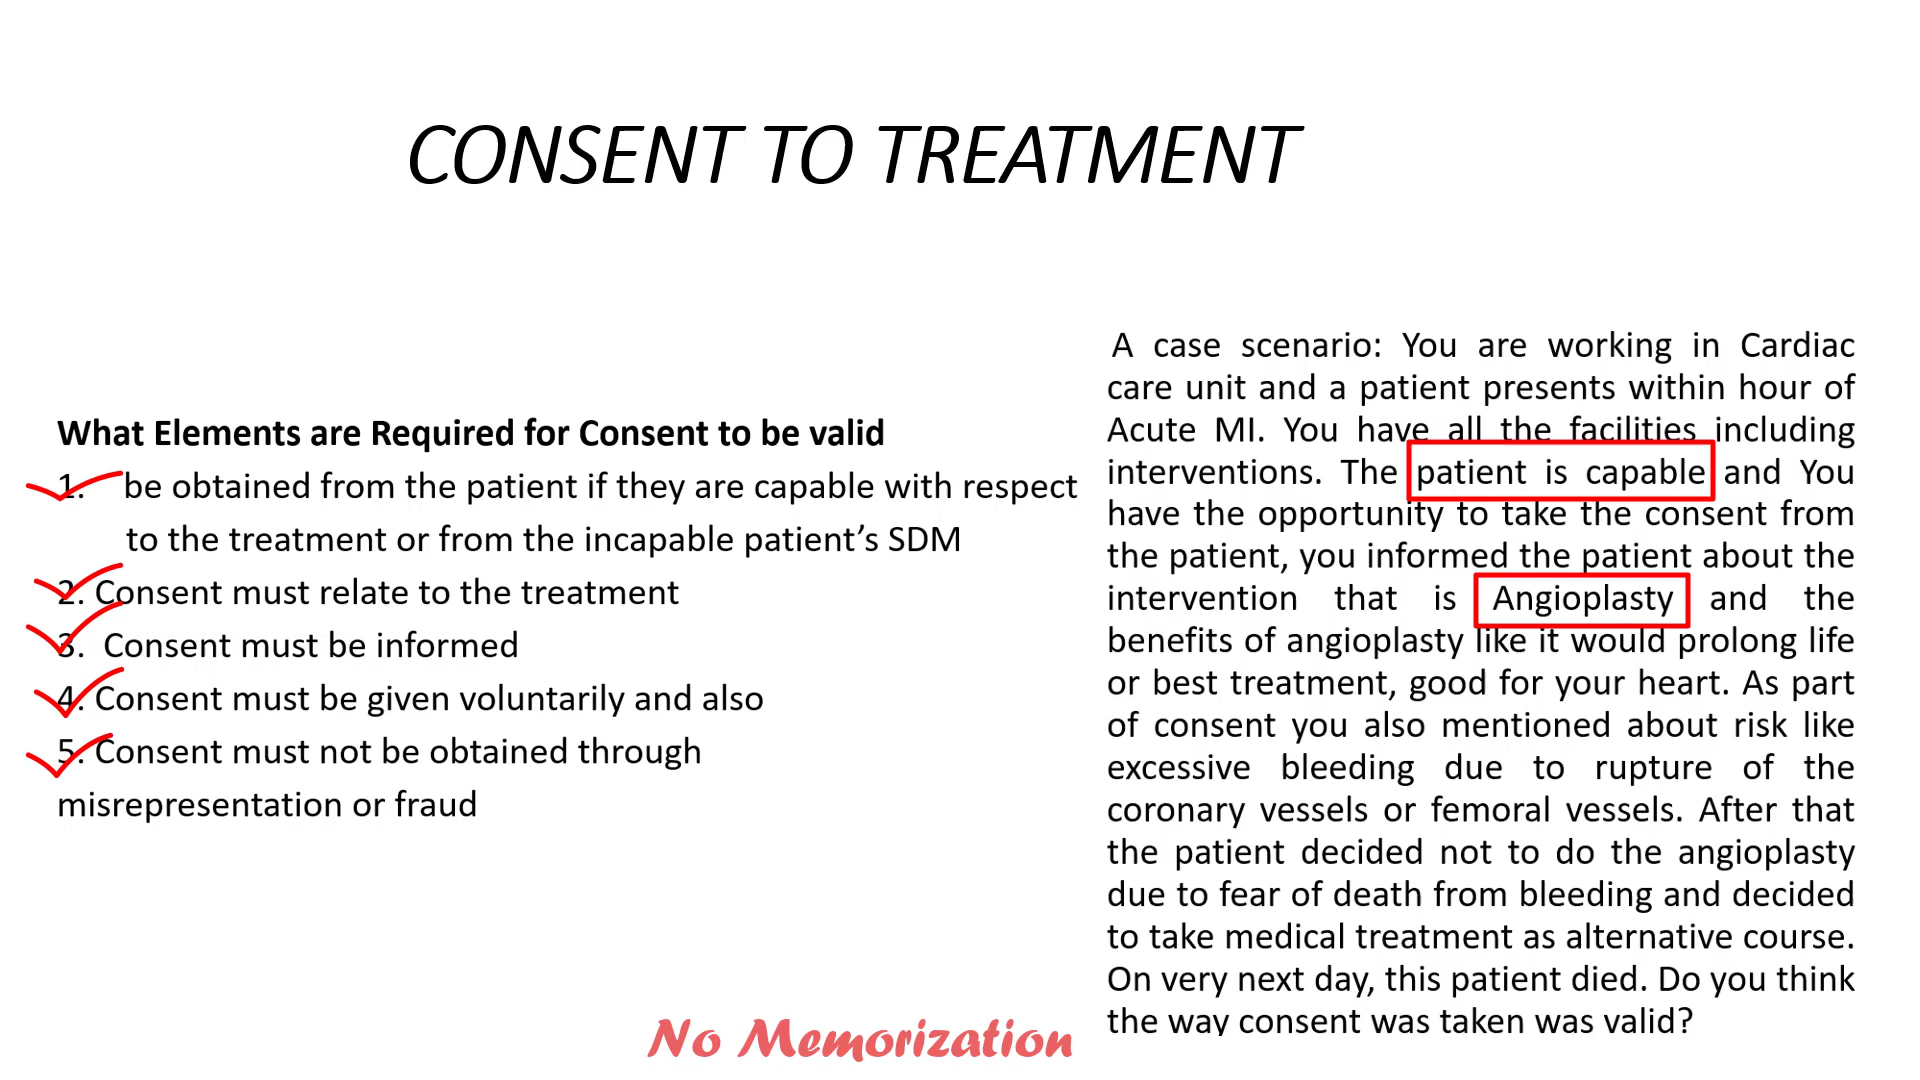 CONSENT TO TREATMENT
What Elements are Required for Consent to be valid
1. be obtained from the patient if they are capable with respect
to the treatment or from the incapable patient’s SDM
2. Consent must relate to the treatment
3. Consent must be informed
4. Consent must be given voluntarily and also
5. Consent must not be obtained through
misrepresentation or fraud
A case scenario: You are working in Cardiac
care unit and a patient presents within hour of
Acute MI. You have all the facilities including
interventions. The patient is capable and You
have the opportunity to take the consent from
the patient, you informed the patient about the
intervention that is Angioplasty and the
benefits of angioplasty like it would prolong life
or best treatment, good for your heart. As part
of consent you also mentioned about risk like
excessive bleeding due to rupture of the
coronary vessels or femoral vessels. After that
the patient decided not to do the angioplasty
due to fear of death from bleeding and decided
to take medical treatment as alternative course.
On very next day, this patient died. Do you think
the way consent was taken was valid?
No Memorization